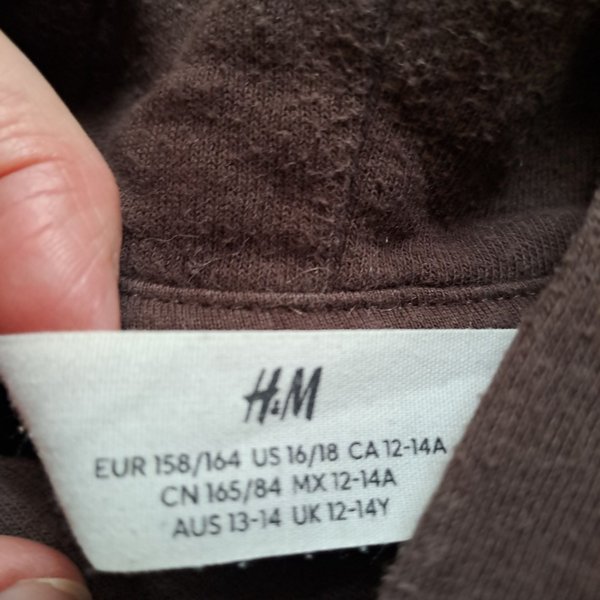 H&M
EUR 158/164 US 16/18 CA 12-14A
CN 165/84 MX 12-14A
AUS 13-14 UK 12-14Y